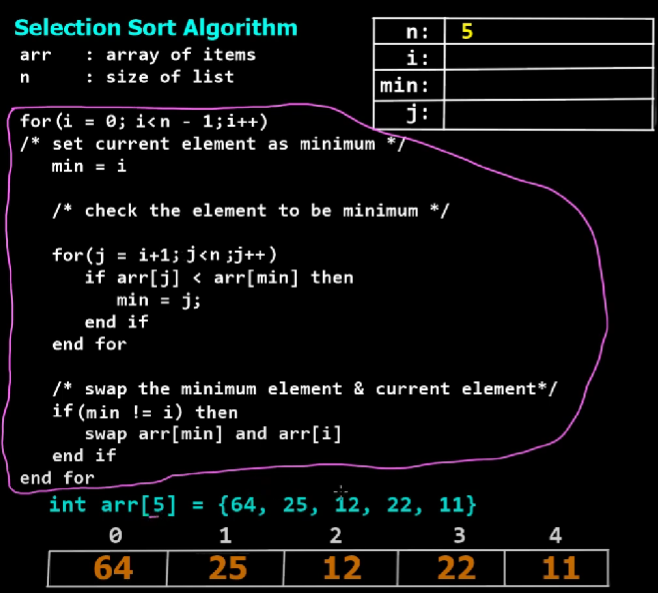 Selection Sort Algorithm
arr : array of items
n : size of list
n: 5
i:
min:
j:
for(i = 0; i<n - 1;i++)
/* set current element as minimum */
min = i
/* check the element to be minimum */
for(j = i+1; j<n ;j++)
if arr[j] < arr[min] then
min = j;
end if
end for
/* swap the minimum element & current element*/
if(min != i) then
swap arr[min] and arr[i]
end if
end for
int arr[5] = {64, 25, 12, 22, 11}
0 1 2 3 4
64 25 12 22 11